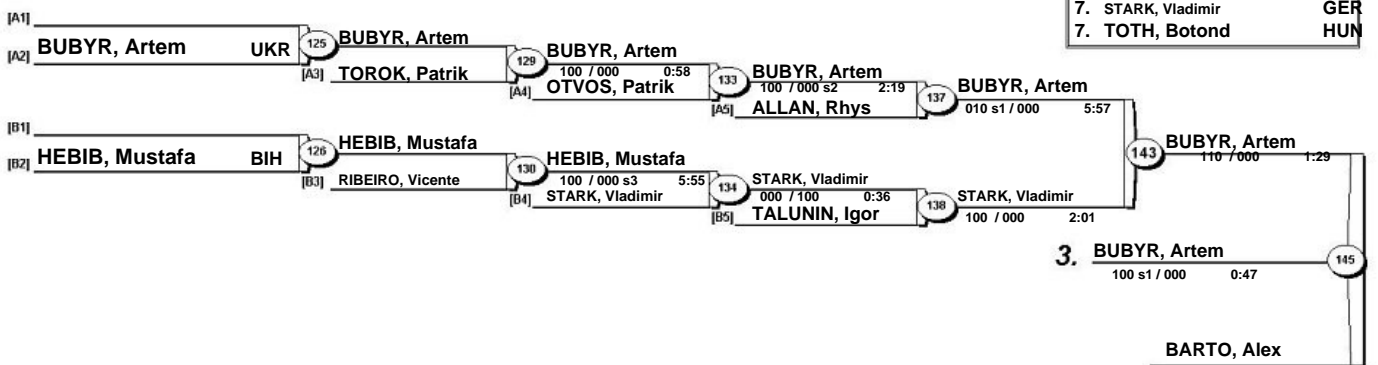 7. STARK, Vladimir GER
7. TOTH, Botond HUN
[A1]
[A2] BUBYR, Artem UKR
125
BUBYR, Artem
[A3] TOROK, Patrik
129
BUBYR, Artem
100 / 000 0:58
[A4] OTVOS, Patrik
133
BUBYR, Artem
100 / 000 s2 2:19
[A5] ALLAN, Rhys
137
BUBYR, Artem
010 s1 / 000 5:57
[B1]
[B2] HEBIB, Mustafa BIH
126
HEBIB, Mustafa
[B3] RIBEIRO, Vicente
130
HEBIB, Mustafa
100 / 000 s3 5:55
[B4] STARK, Vladimir
134
STARK, Vladimir
000 / 100 0:36
[B5] TALUNIN, Igor
138
STARK, Vladimir
100 / 000 2:01
143
BUBYR, Artem
110 / 000 1:29
3. BUBYR, Artem
100 s1 / 000 0:47
145
BARTO, Alex